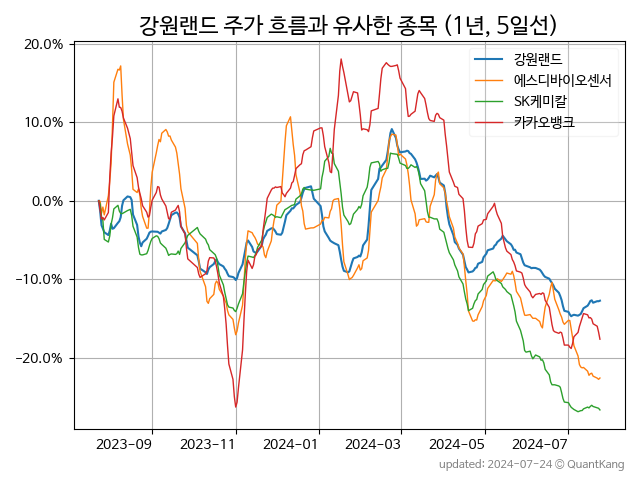 강원랜드 주가 흐름과 유사한 종목 (1년, 5일선)
20.0%
10.0%
0.0%
−10.0%
−20.0%
강원랜드
에스디바이오센서
SK케미칼
카카오뱅크
2023−09 2023−11 2024−01 2024−03 2024−05 2024−07
updated: 2024-07-24 © QuantKang